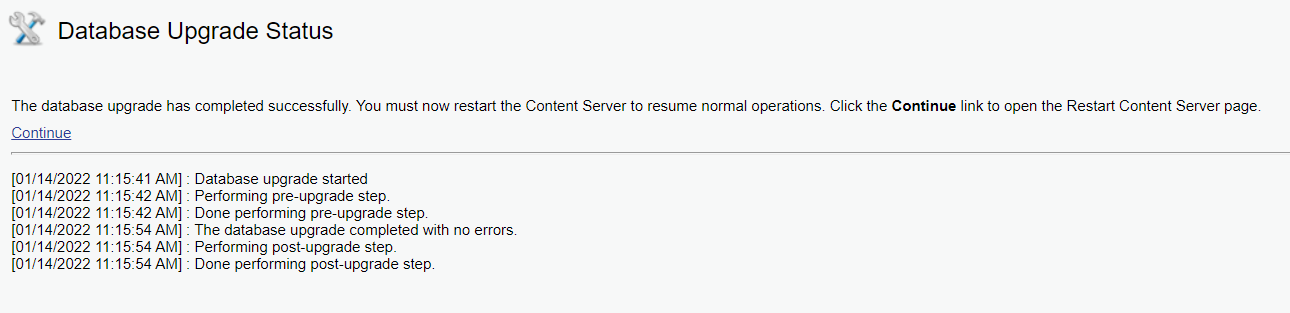 Database Upgrade Status
The database upgrade has completed successfully. You must now restart the Content Server to resume normal operations. Click the Continue link to open the Restart Content Server page.
Continue
[01/14/2022 11:15:41 AM] : Database upgrade started
[01/14/2022 11:15:42 AM] : Performing pre-upgrade step.
[01/14/2022 11:15:42 AM] : Done performing pre-upgrade step.
[01/14/2022 11:15:54 AM] : The database upgrade completed with no errors.
[01/14/2022 11:15:54 AM] : Performing post-upgrade step.
[01/14/2022 11:15:54 AM] : Done performing post-upgrade step.